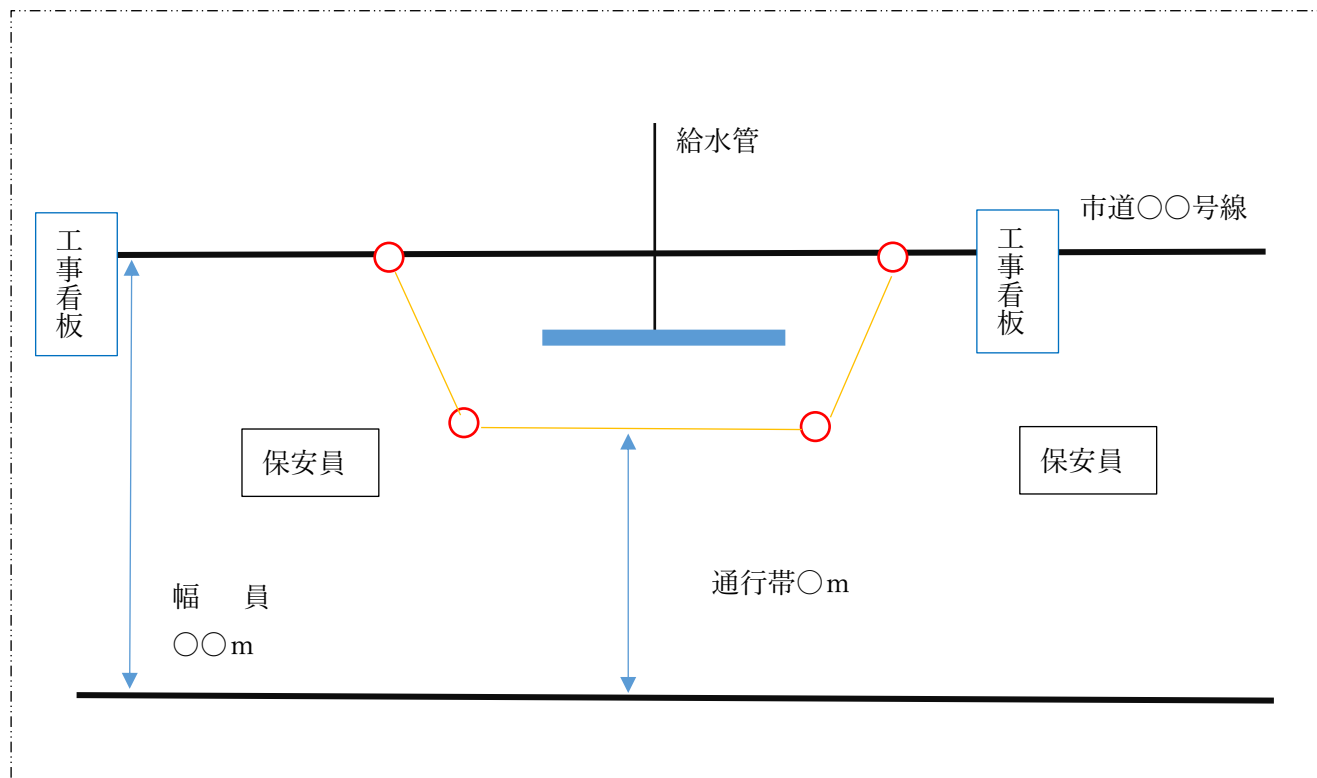 給水管
市道○○号線
工事看板
工事看板
保安員
保安員
通行帯○m
幅　員
○○m